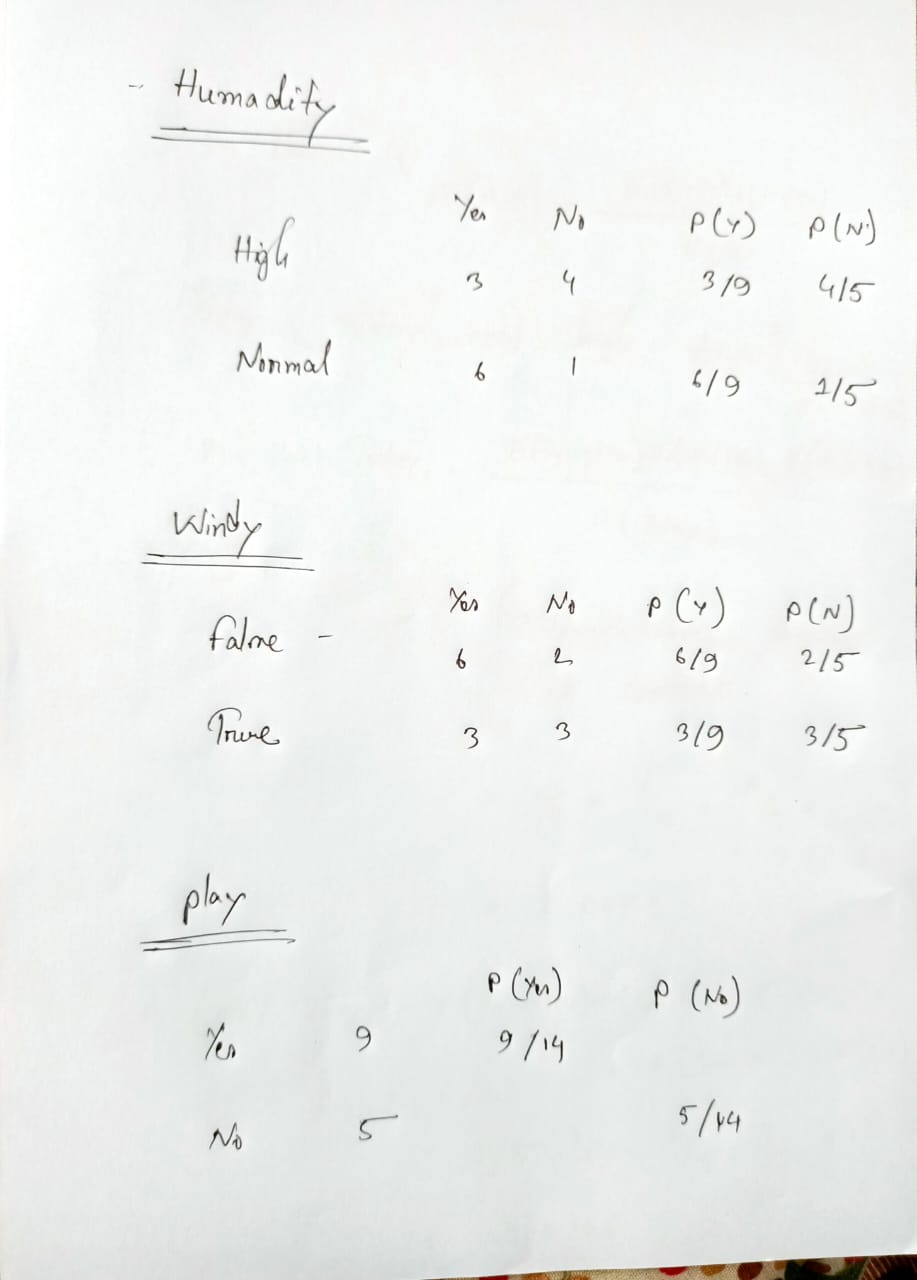 - Humadity
Yes No P(Y) P(N)
High 3 4 3/9 4/5
Normal 6 1 6/9 1/5
Windy
Yes No P(Y) P(N)
False - 6 2 6/9 2/5
True 3 3 3/9 3/5
play
P(Yes) P(No)
Yes 9 9/14
No 5 5/14